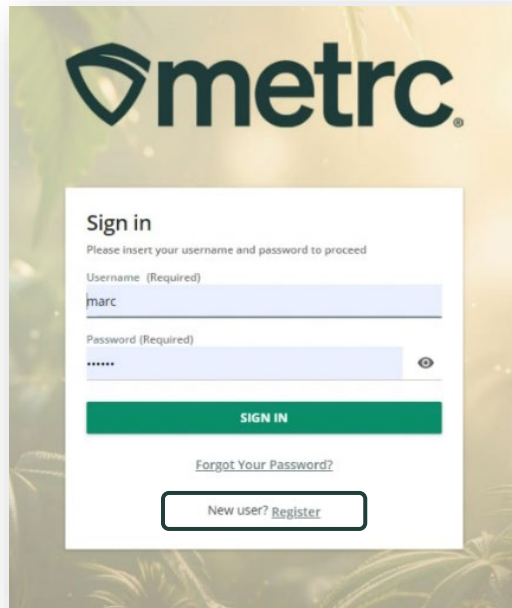 metrc®
Sign in
Please insert your username and password to proceed
Username (Required)
marc
Password (Required)
••••••
SIGN IN
Forgot Your Password?
New user? Register